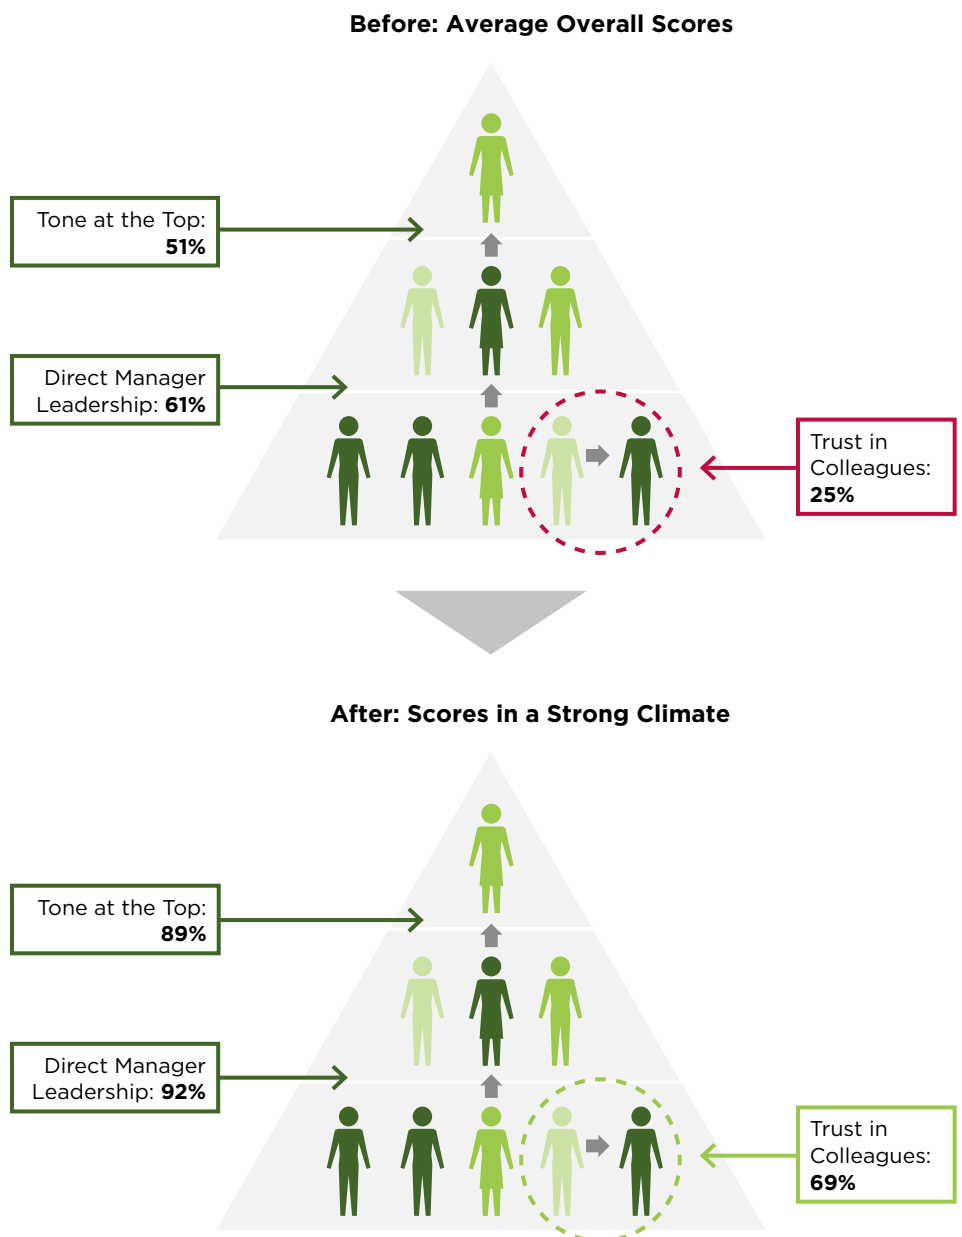 Before: Average Overall Scores
Tone at the Top:
51%
Direct Manager
Leadership: 61%
Trust in
Colleagues:
25%
After: Scores in a Strong Climate
Tone at the Top:
89%
Direct Manager
Leadership: 92%
Trust in
Colleagues:
69%